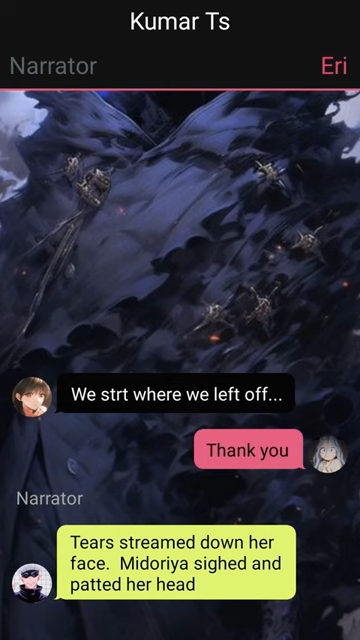 Kumar Ts
Narrator
Eri
We strt where we left off...
Thank you
Narrator
Tears streamed down her
face. Midoriya sighed and
patted her head